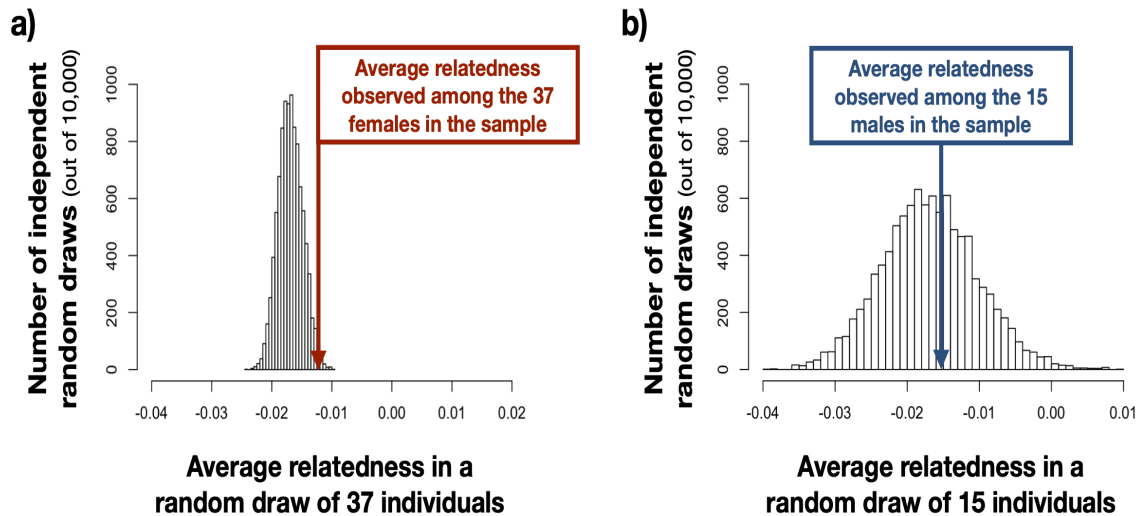 a)
Number of independent
random draws (out of 10,000)
1000
800
600
400
200
0
Average relatedness
observed among the 37
females in the sample
-0.04 -0.03 -0.02 -0.01 0.00 0.01 0.02
Average relatedness in a
random draw of 37 individuals
b)
Number of independent
random draws (out of 10,000)
1000
800
600
400
200
0
Average relatedness
observed among the 15
males in the sample
-0.04 -0.03 -0.02 -0.01 0.00 0.01
Average relatedness in a
random draw of 15 individuals